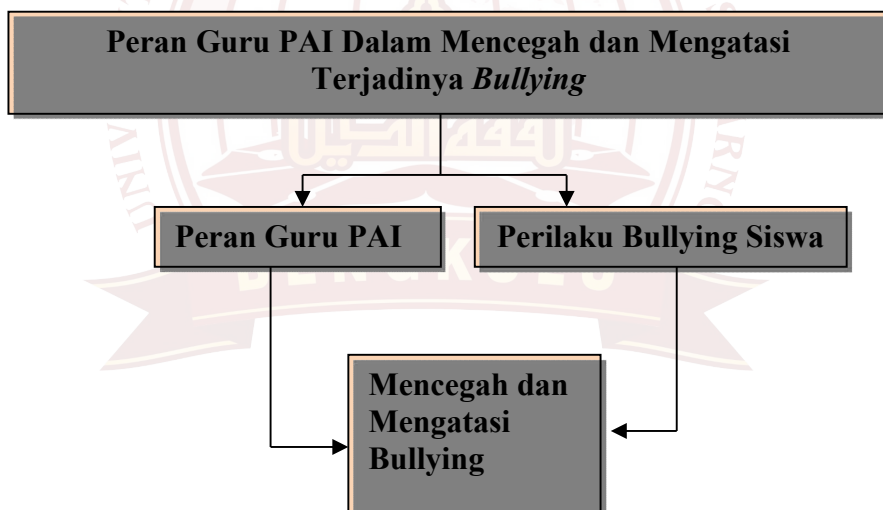 Peran Guru PAI Dalam Mencegah dan Mengatasi
Terjadinya Bullying
Peran Guru PAI
Perilaku Bullying Siswa
BENGKULU
Mencegah dan
Mengatasi
Bullying